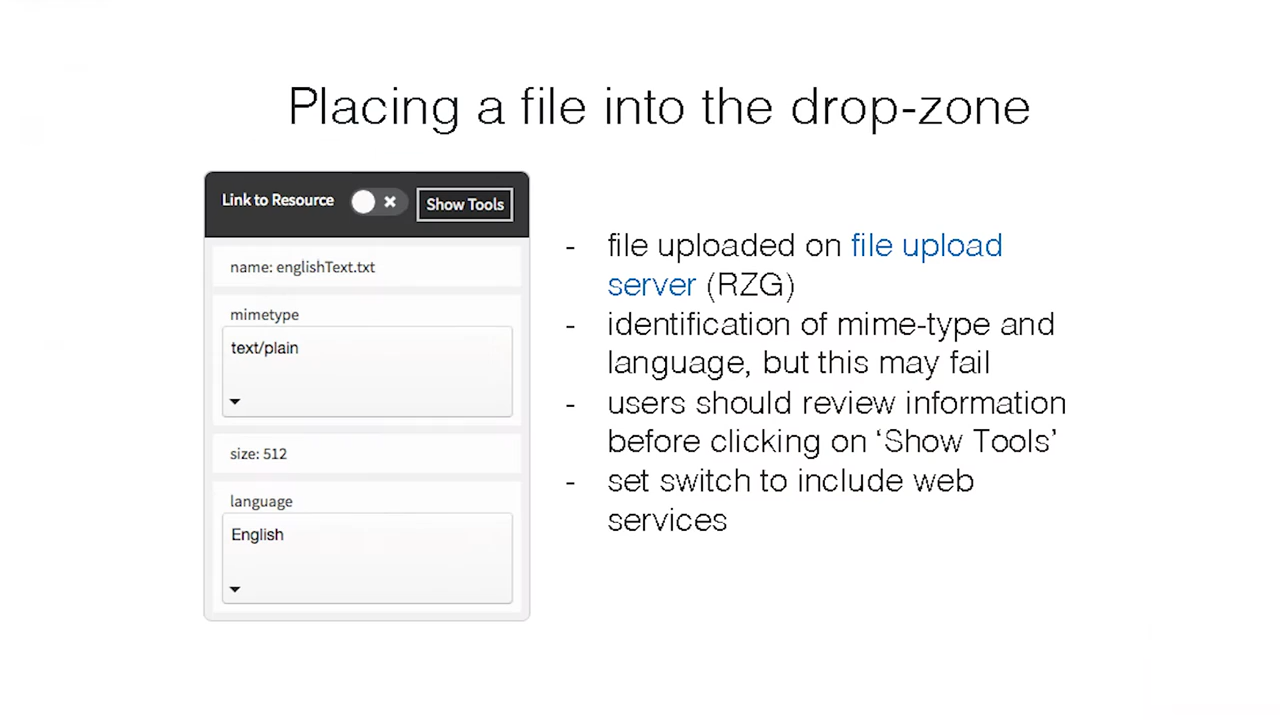 Placing a file into the drop-zone
Link to Resource
Show Tools
name: englishText.txt
mimetype
text/plain
size: 512
language
English
- file uploaded on file upload
server (RZG)
- identification of mime-type and
language, but this may fail
- users should review information
before clicking on ‘Show Tools’
- set switch to include web
services